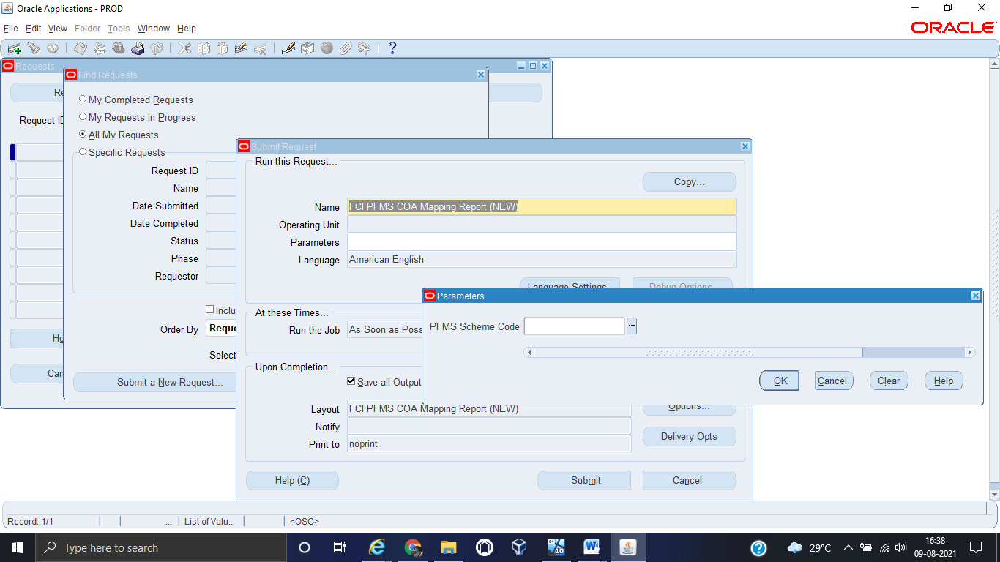 Oracle Applications - PROD
File Edit View Folder Tools Window Help
ORACLE
Requests
Find Requests
My Completed Requests
Request ID
My Requests In Progress
All My Requests
Specific Requests
Request ID
Name
Date Submitted
Date Completed
Status
Phase
Requestor
Order By
Submit a New Request...
Submit Request
Run this Request...
Copy...
Name FCI PFMS COA Mapping Report (NEW)
Operating Unit
Parameters
Language American English
Language Settings
Debug Options
At these Times...
Run the Job As Soon as Poss
Upon Completion...
Save all Output
Layout FCI PFMS COA Mapping Report (NEW)
Options...
Notify
Delivery Opts
Print to noprint
Help (C) Submit Cancel
Parameters
PFMS Scheme Code
OK Cancel Clear Help
Record: 1/1 ... List of Valu... <OSC>
Type here to search
29°C
16:38
09-08-2021